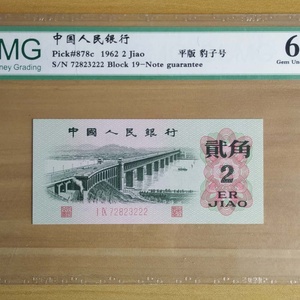 MG
中国人民银行
6
ney Grading
Pick#878c 1962 2 Jiao
平版 豹子号
S/N 72823222 Block 19-Note guarantee
Gem Un
中國人民銀行
貳角
2
ER
JIAO
I IX 72823222